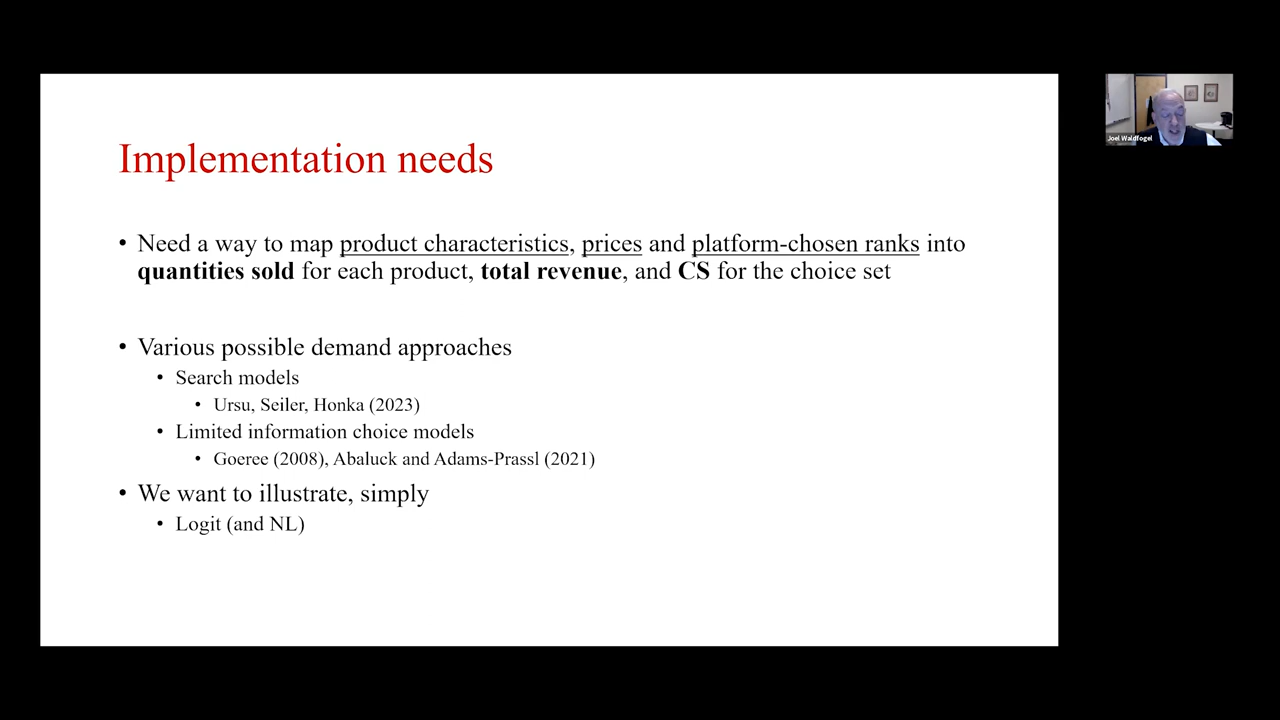 Implementation needs
• Need a way to map product characteristics, prices and platform-chosen ranks into
quantities sold for each product, total revenue, and CS for the choice set
• Various possible demand approaches
• Search models
• Ursu, Seiler, Honka (2023)
• Limited information choice models
• Goeree (2008), Abaluck and Adams-Prassl (2021)
• We want to illustrate, simply
• Logit (and NL)
Joel Waldfogel